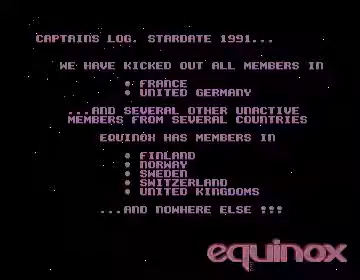 CAPTAINS LOG. STARDATE 1991...
WE HAVE KICKED OUT ALL MEMBERS IN
• FRANCE
• UNITED GERMANY
...AND SEVERAL OTHER UNACTIVE
MEMBERS FROM SEVERAL COUNTRIES
EQUINOX HAS MEMBERS IN
• FINLAND
• NORWAY
• SWEDEN
• SWITZERLAND
• UNITED KINGDOMS
...AND NOWHERE ELSE !!!
equinox